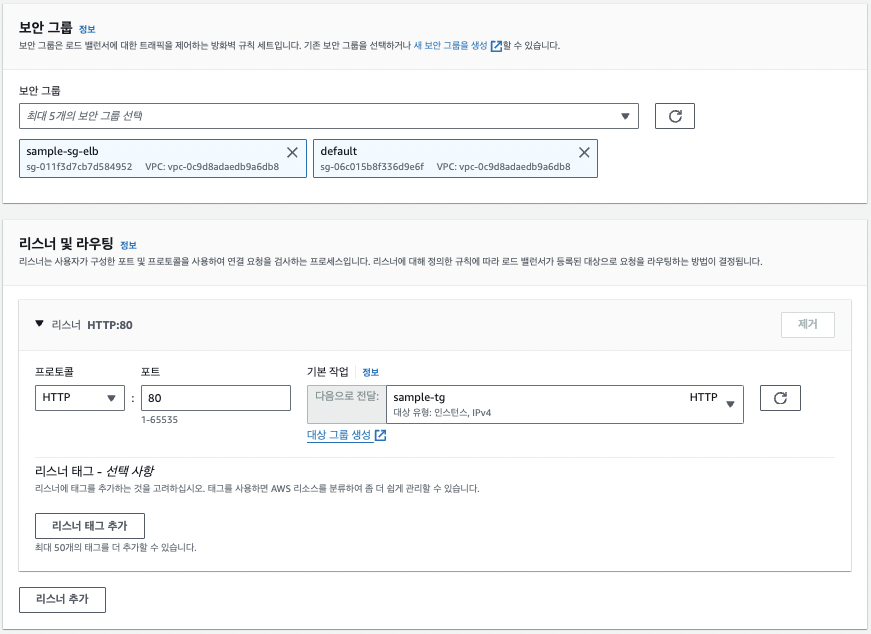 보안 그룹 정보
보안 그룹은 로드 밸런서에 대한 트래픽을 제어하는 방화벽 규칙 세트입니다. 기존 보안 그룹을 선택하거나 새 보안 그룹을 생성 할 수 있습니다.
보안 그룹
최대 5개의 보안 그룹 선택
sample-sg-elb
sg-011f3d7cb7d584952 VPC: vpc-0c9d8adaedb9a6db8
default
sg-06c015b8f336d9e6f VPC: vpc-0c9d8adaedb9a6db8
리스너 및 라우팅 정보
리스너는 사용자가 구성한 포트 및 프로토콜을 사용하여 연결 요청을 검사하는 프로세스입니다. 리스너에 대해 정의한 규칙에 따라 로드 밸런서가 등록된 대상으로 요청을 라우팅하는 방법이 결정됩니다.
리스너 HTTP:80
제거
프로토콜
HTTP
:
포트
80
1-65535
기본 작업 정보
다음으로 전달:
sample-tg HTTP
대상 유형: 인스턴스, IPv4
대상 그룹 생성
리스너 태그 - 선택 사항
리스너에 태그를 추가하는 것을 고려하십시오. 태그를 사용하면 AWS 리소스를 분류하여 좀 더 쉽게 관리할 수 있습니다.
리스너 태그 추가
최대 50개의 태그를 더 추가할 수 있습니다.
리스너 추가